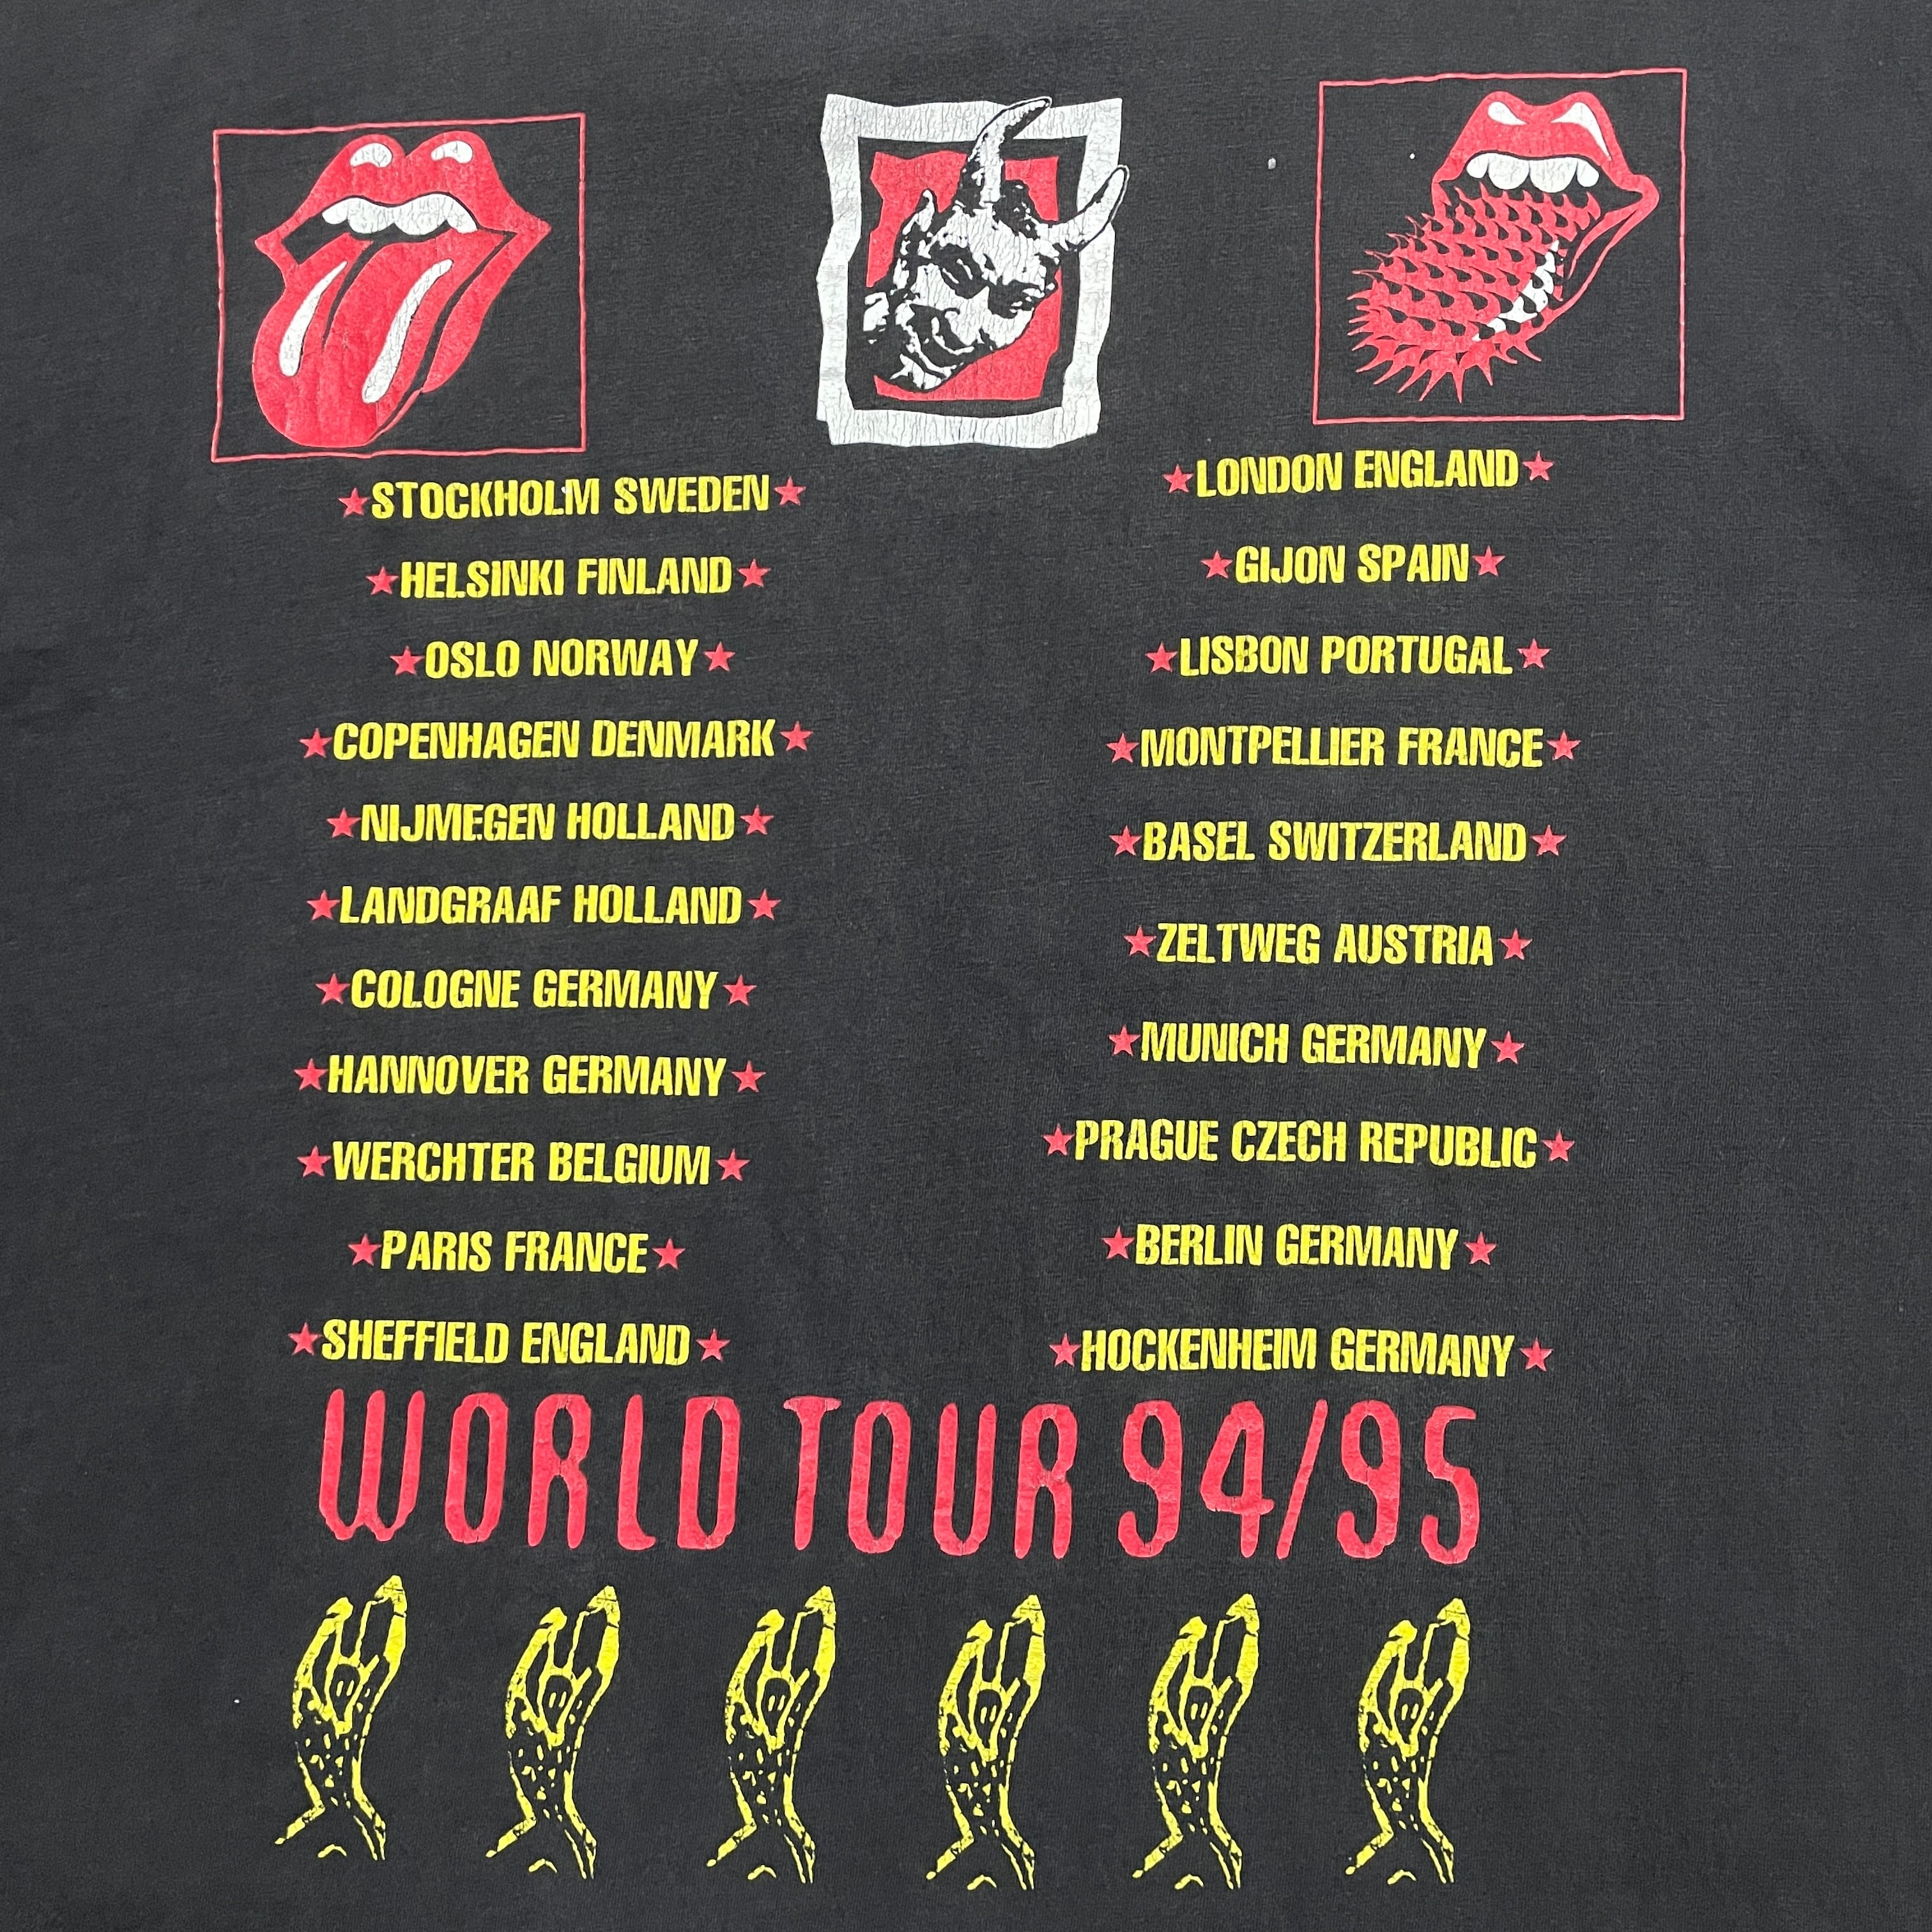 STOCKHOLM SWEDEN
HELSINKI FINLAND
OSLO NORWAY
COPENHAGEN DENMARK
NIJMEGEN HOLLAND
LANDGRAAF HOLLAND
COLOGNE GERMANY
HANNOVER GERMANY
WERCHTER BELGIUM
PARIS FRANCE
SHEFFIELD ENGLAND
LONDON ENGLAND
GIJON SPAIN
LISBON PORTUGAL
MONTPELLIER FRANCE
BASEL SWITZERLAND
ZELTWEG AUSTRIA
MUNICH GERMANY
PRAGUE CZECH REPUBLIC
BERLIN GERMANY
HOCKENHEIM GERMANY
WORLD TOUR 94/95